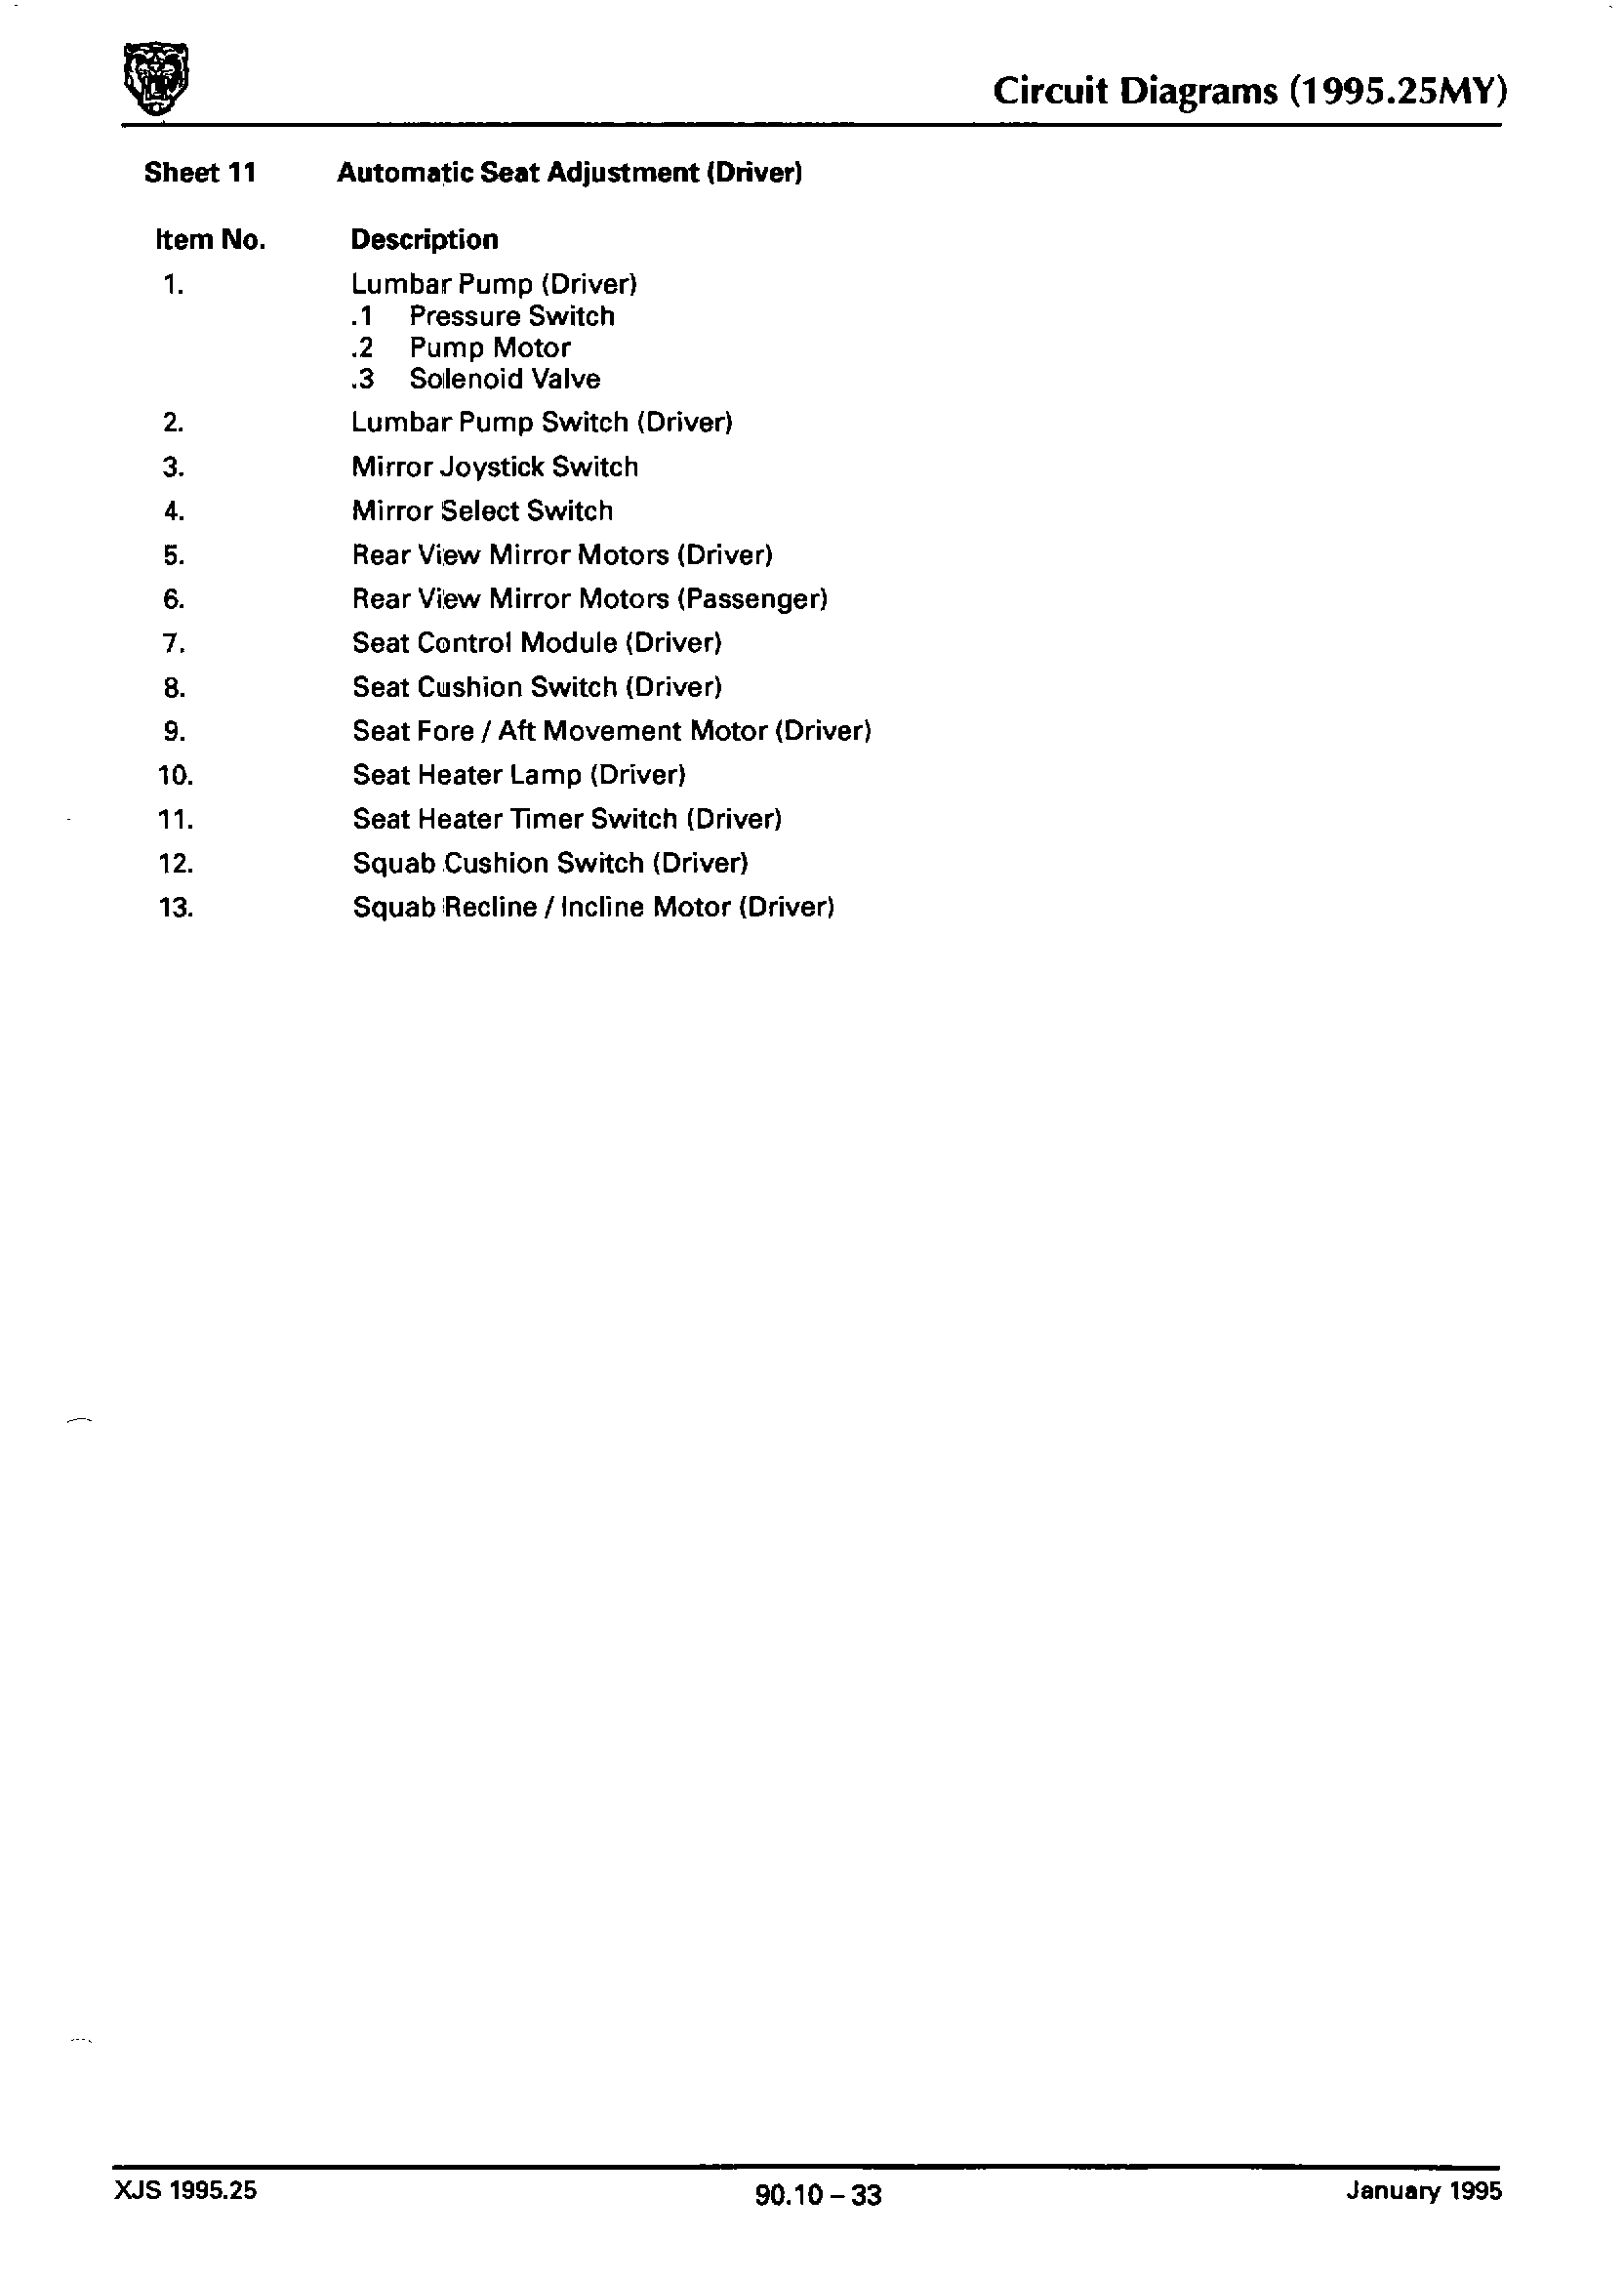 Circuit Diagrams (1995.25MY)
Sheet 11 Automatic Seat Adjustment (Driver)
Item No. Description
1. Lumbar Pump (Driver)
.1 Pressure Switch
.2 Pump Motor
.3 Solenoid Valve
2. Lumbar Pump Switch (Driver)
3. Mirror Joystick Switch
4. Mirror Select Switch
5. Rear View Mirror Motors (Driver)
6. Rear View Mirror Motors (Passenger)
7. Seat Control Module (Driver)
8. Seat Cushion Switch (Driver)
9. Seat Fore / Aft Movement Motor (Driver)
10. Seat Heater Lamp (Driver)
11. Seat Heater Timer Switch (Driver)
12. Squab Cushion Switch (Driver)
13. Squab Recline / Incline Motor (Driver)
XJS 1995.25 90.10 – 33 January 1995